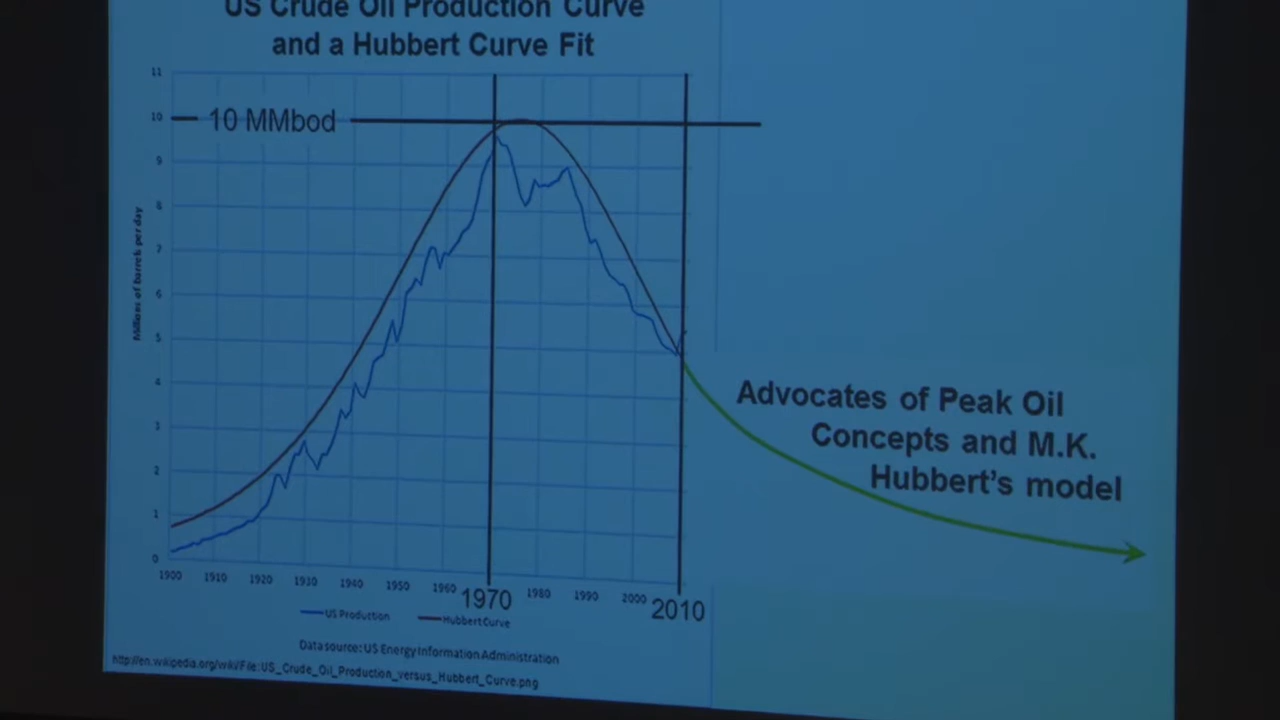 US Crude Oil Production Curve
and a Hubbert Curve Fit
11
10
10 MMbod
9
8
7
6
5
4
3
2
1
0
Millions of barrels per day
Advocates of Peak Oil
Concepts and M.K.
Hubbert's model
1900 1910 1920 1930 1940 1950 1960 1970 1980 1990 2000 2010
US Production Hubbert Curve
Data source: US Energy Information Administration
http://en.wikipedia.org/wiki/File:US_Crude_Oil_Production_versus_Hubbert_Curve.png